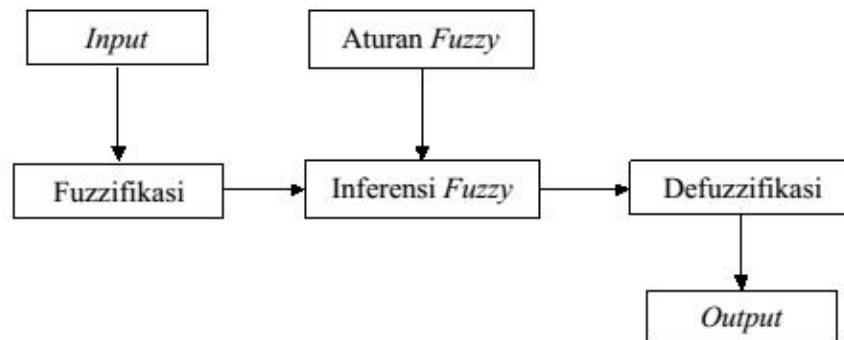 Input
Aturan Fuzzy
Fuzzifikasi
Inferensi Fuzzy
Defuzzifikasi
Output